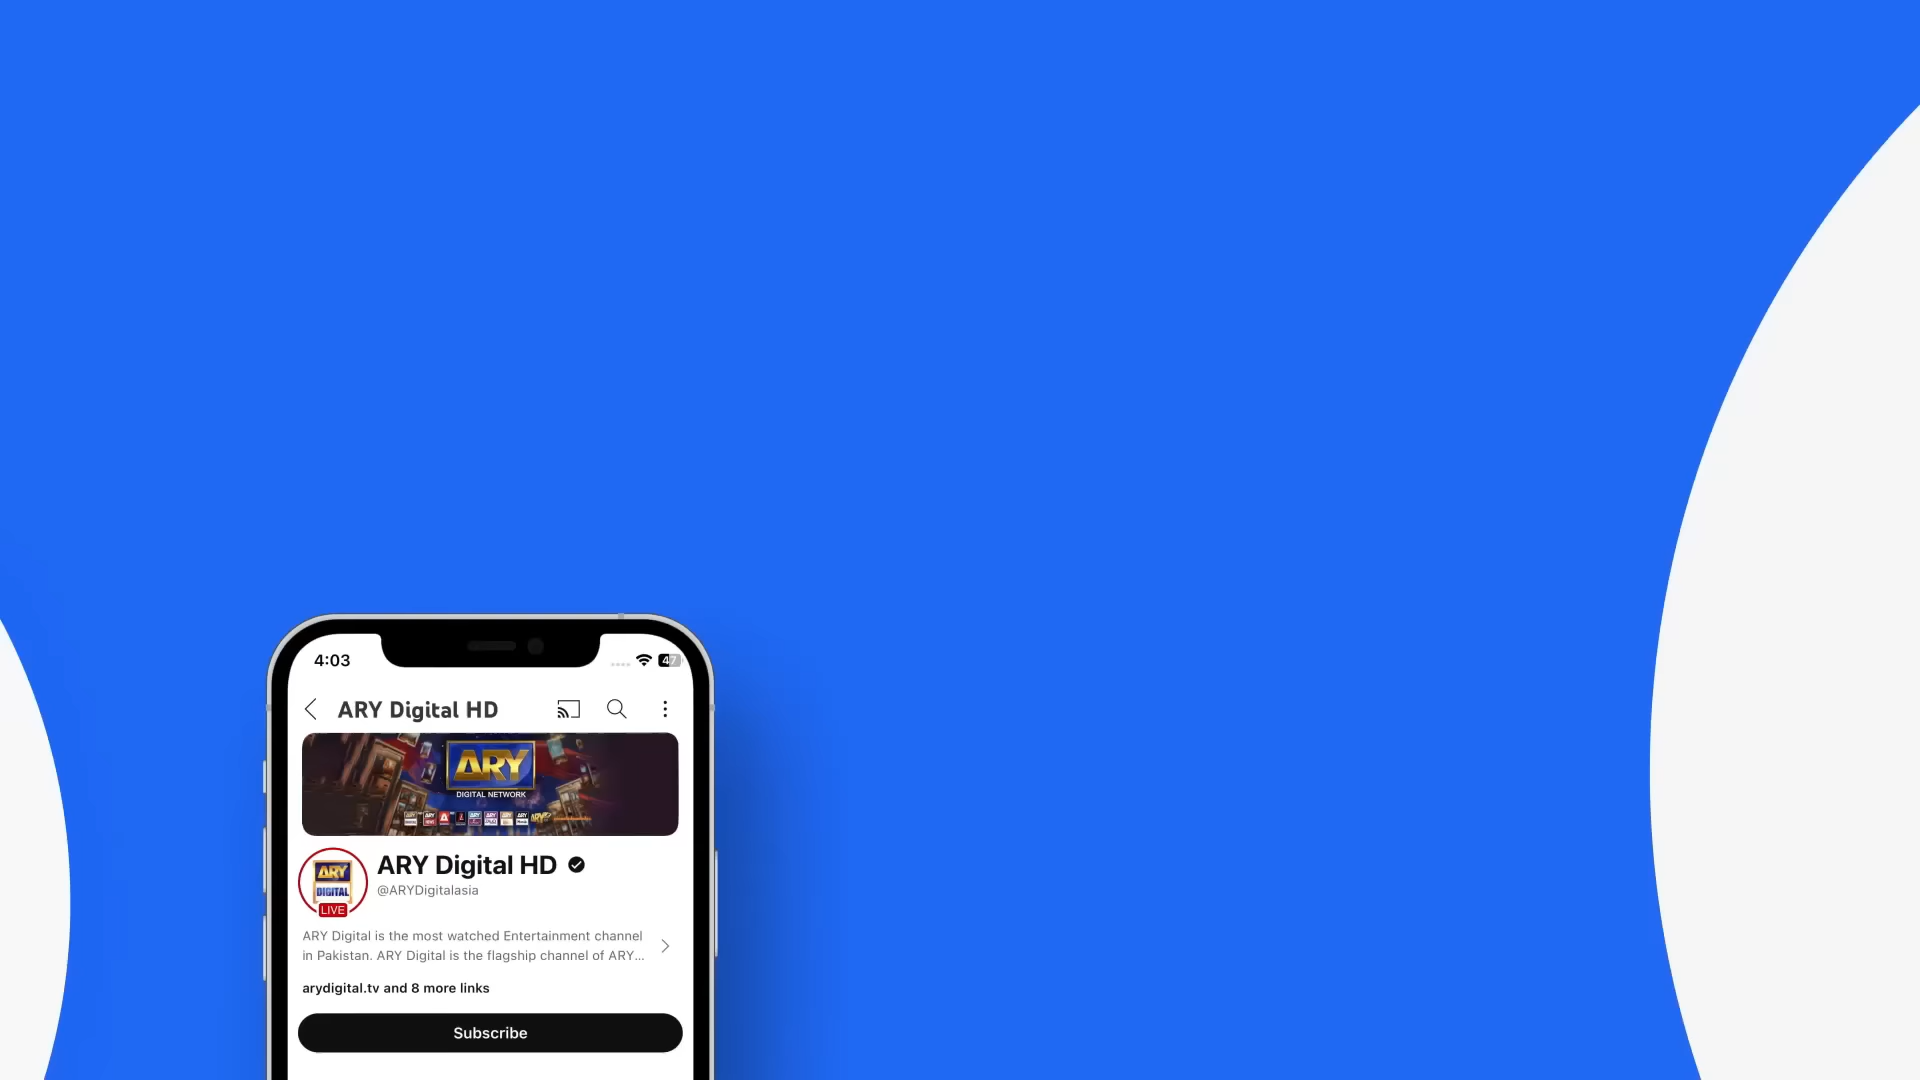 4:03
47
ARY Digital HD
ARY
DIGITAL NETWORK
ARY Digital HD
@ARYDigitalasia
ARY
DIGITAL
LIVE
ARY Digital is the most watched Entertainment channel
in Pakistan. ARY Digital is the flagship channel of ARY...
arydigital.tv and 8 more links
Subscribe